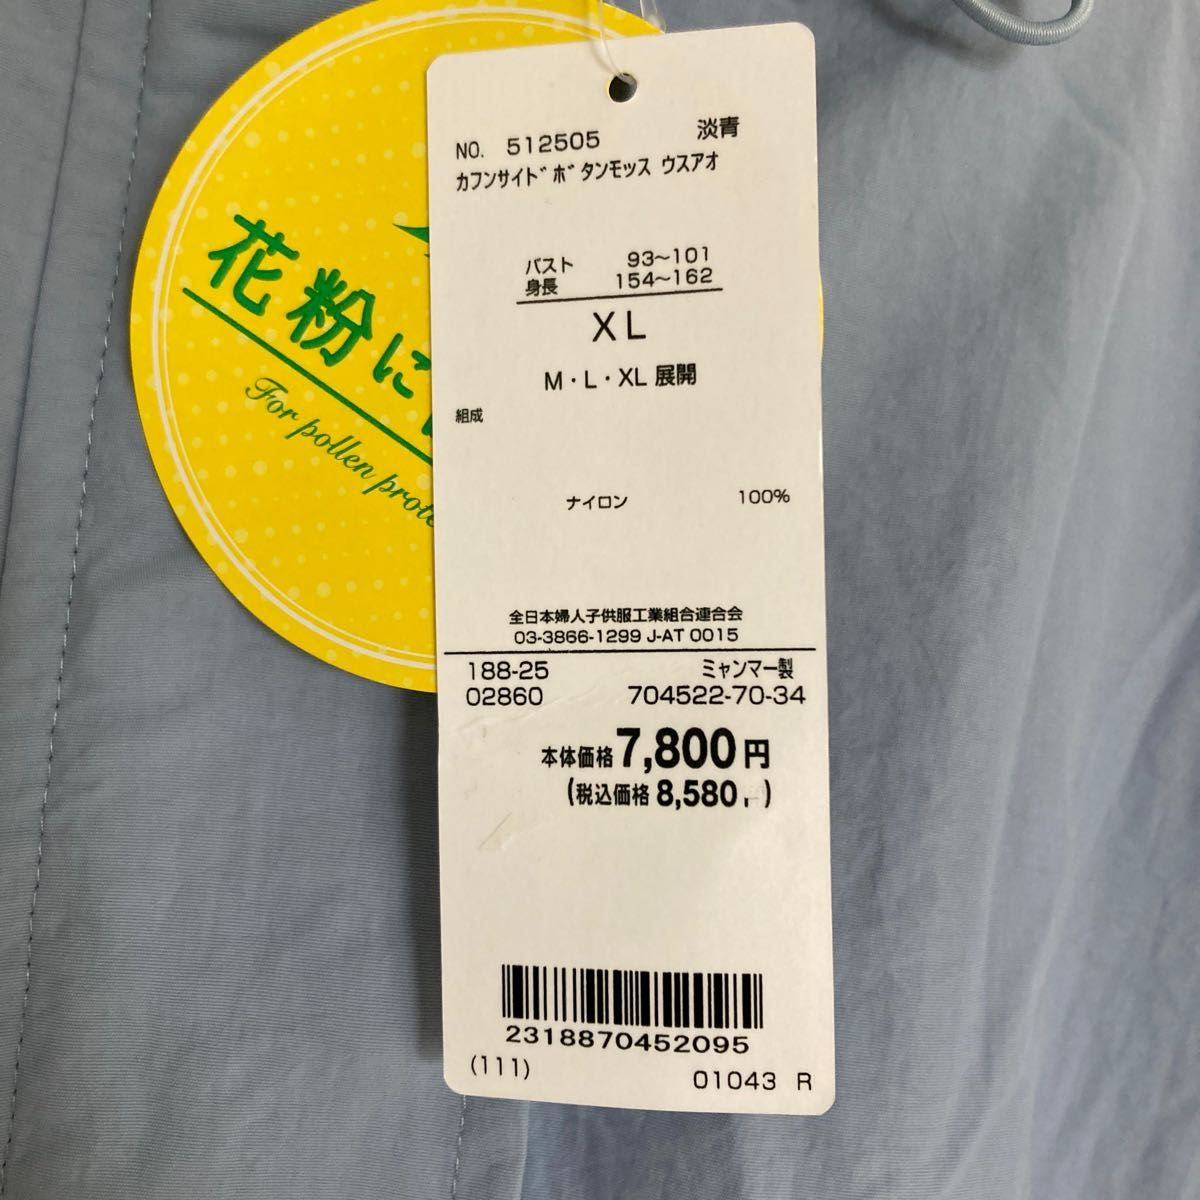 花粉に
For pollen
NO. 512505 淡青
カフンサイドボタンモッス ウスアオ
バスト 93~101
身長 154~162
XL
M・L・XL 展開
組成
ナイロン 100%
全日本婦人子供服工業組合連合会
03-3866-1299 J-AT 0015
188-25 ミャンマー製
02860 704522-70-34
本体価格 7,800 円
(税込価格 8,580 )
2318870452095
(111)
01043 R